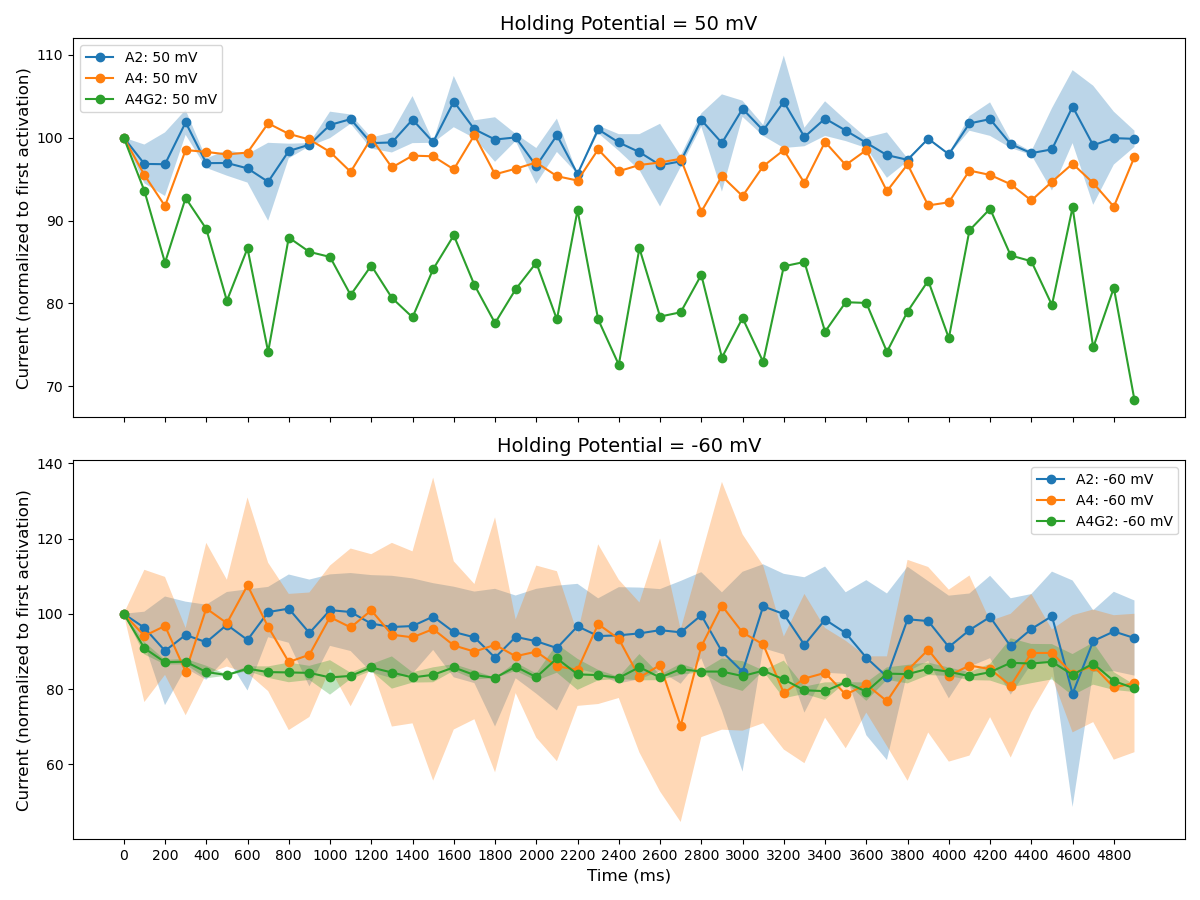 Holding Potential = 50 mV
Current (normalized to first activation)
110
100
90
80
70
A2: 50 mV
A4: 50 mV
A4G2: 50 mV
Holding Potential = -60 mV
Current (normalized to first activation)
140
120
100
80
60
A2: -60 mV
A4: -60 mV
A4G2: -60 mV
0 200 400 600 800 1000 1200 1400 1600 1800 2000 2200 2400 2600 2800 3000 3200 3400 3600 3800 4000 4200 4400 4600 4800
Time (ms)